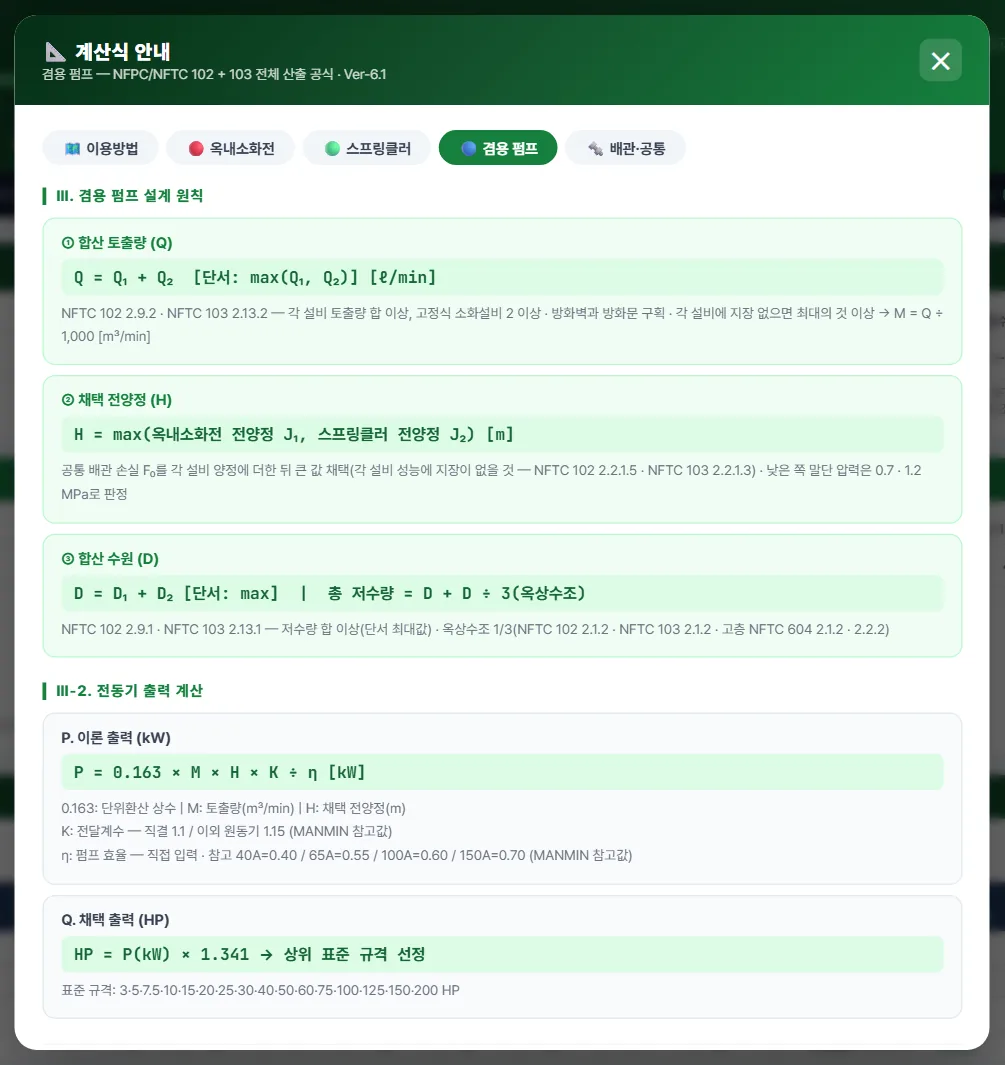 📐 계산식 안내
겸용 펌프 — NFPC/NFTC 102 + 103 전체 산출 공식 · Ver-6.1
이용방법
옥내소화전
스프링클러
겸용 펌프
배관·공통
Ⅲ. 겸용 펌프 설계 원칙
① 합산 토출량 (Q)
Q = Q₁ + Q₂ [단서: max(Q₁, Q₂)] [ℓ/min]
NFTC 102 2.9.2 · NFTC 103 2.13.2 — 각 설비 토출량 합 이상, 고정식 소화설비 2 이상 · 방화벽과 방화문 구획 · 각 설비에 지장 없으면 최대의 것 이상 → M = Q ÷
1,000 [m³/min]
② 채택 전양정 (H)
H = max(옥내소화전 전양정 J₁, 스프링클러 전양정 J₂) [m]
공통 배관 손실 F₀를 각 설비 양정에 더한 뒤 큰 값 채택(각 설비 성능에 지장이 없을 것 — NFTC 102 2.2.1.5 · NFTC 103 2.2.1.3) · 낮은 쪽 말단 압력은 0.7 · 1.2
MPa로 판정
③ 합산 수원 (D)
D = D₁ + D₂ [단서: max] | 총 저수량 = D + D ÷ 3(옥상수조)
NFTC 102 2.9.1 · NFTC 103 2.13.1 — 저수량 합 이상(단서 최대값) · 옥상수조 1/3(NFTC 102 2.1.2 · NFTC 103 2.1.2 · 고층 NFTC 604 2.1.2 · 2.2.2)
Ⅲ-2. 전동기 출력 계산
P. 이론 출력 (kW)
P = 0.163 × M × H × K ÷ η [kW]
0.163: 단위환산 상수 | M: 토출량(m³/min) | H: 채택 전양정(m)
K: 전달계수 — 직결 1.1 / 이외 원동기 1.15 (MANMIN 참고값)
η: 펌프 효율 — 직접 입력 · 참고 40A=0.40 / 65A=0.55 / 100A=0.60 / 150A=0.70 (MANMIN 참고값)
Q. 채택 출력 (HP)
HP = P(kW) × 1.341 → 상위 표준 규격 선정
표준 규격: 3·5·7.5·10·15·20·25·30·40·50·60·75·100·125·150·200 HP